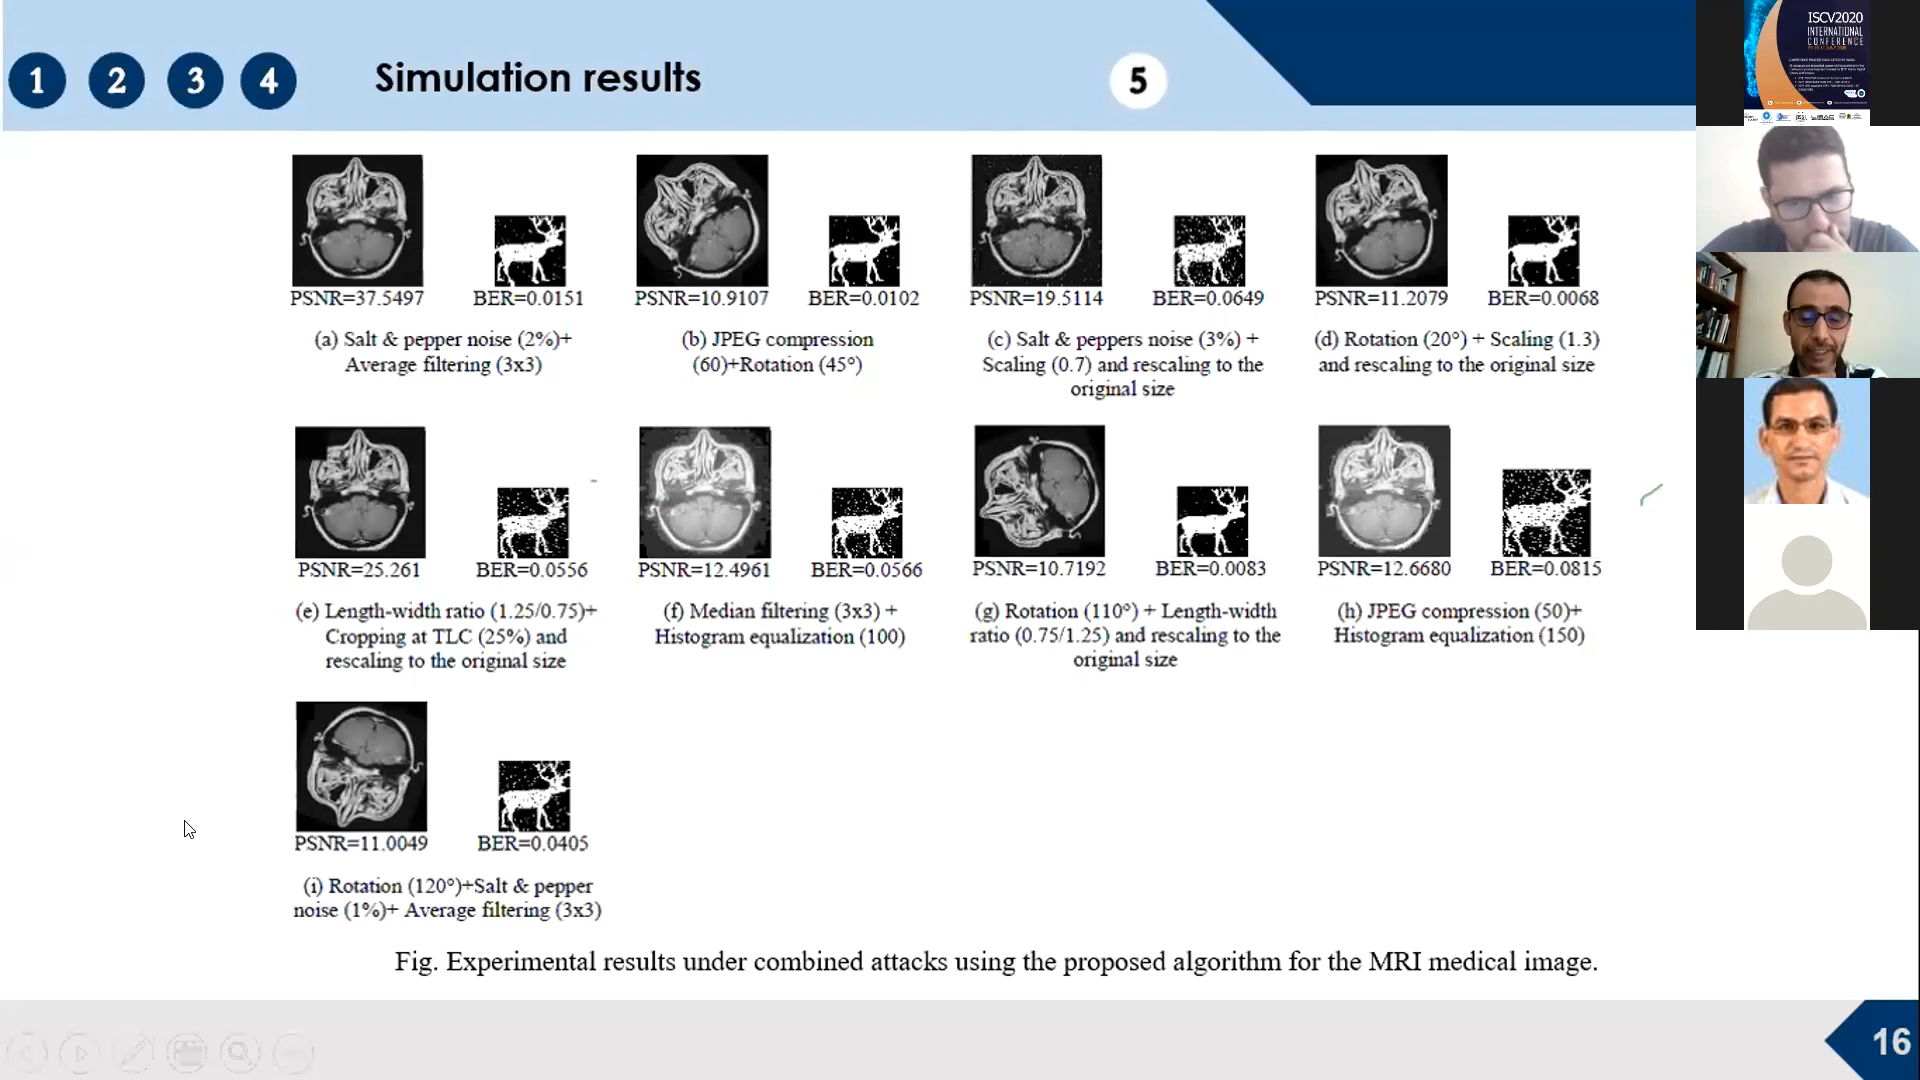 1 2 3 4 Simulation results 5
PSNR=37.5497 BER=0.0151 PSNR=10.9107 BER=0.0102 PSNR=19.5114 BER=0.0649 PSNR=11.2079 BER=0.0068
(a) Salt & pepper noise (2%)+
Average filtering (3x3)
(b) JPEG compression
(60)+Rotation (45°)
(c) Salt & peppers noise (3%) +
Scaling (0.7) and rescaling to the
original size
(d) Rotation (20°) + Scaling (1.3)
and rescaling to the original size
PSNR=25.261 BER=0.0556 PSNR=12.4961 BER=0.0566 PSNR=10.7192 BER=0.0083 PSNR=12.6680 BER=0.0815
(e) Length-width ratio (1.25/0.75)+
Cropping at TLC (25%) and
rescaling to the original size
(f) Median filtering (3x3) +
Histogram equalization (100)
(g) Rotation (110°) + Length-width
ratio (0.75/1.25) and rescaling to the
original size
(h) JPEG compression (50)+
Histogram equalization (150)
PSNR=11.0049 BER=0.0405
(i) Rotation (120°)+Salt & pepper
noise (1%)+ Average filtering (3x3)
Fig. Experimental results under combined attacks using the proposed algorithm for the MRI medical image.
16
ISCV2020
INTERNATIONAL
CONFERENCE